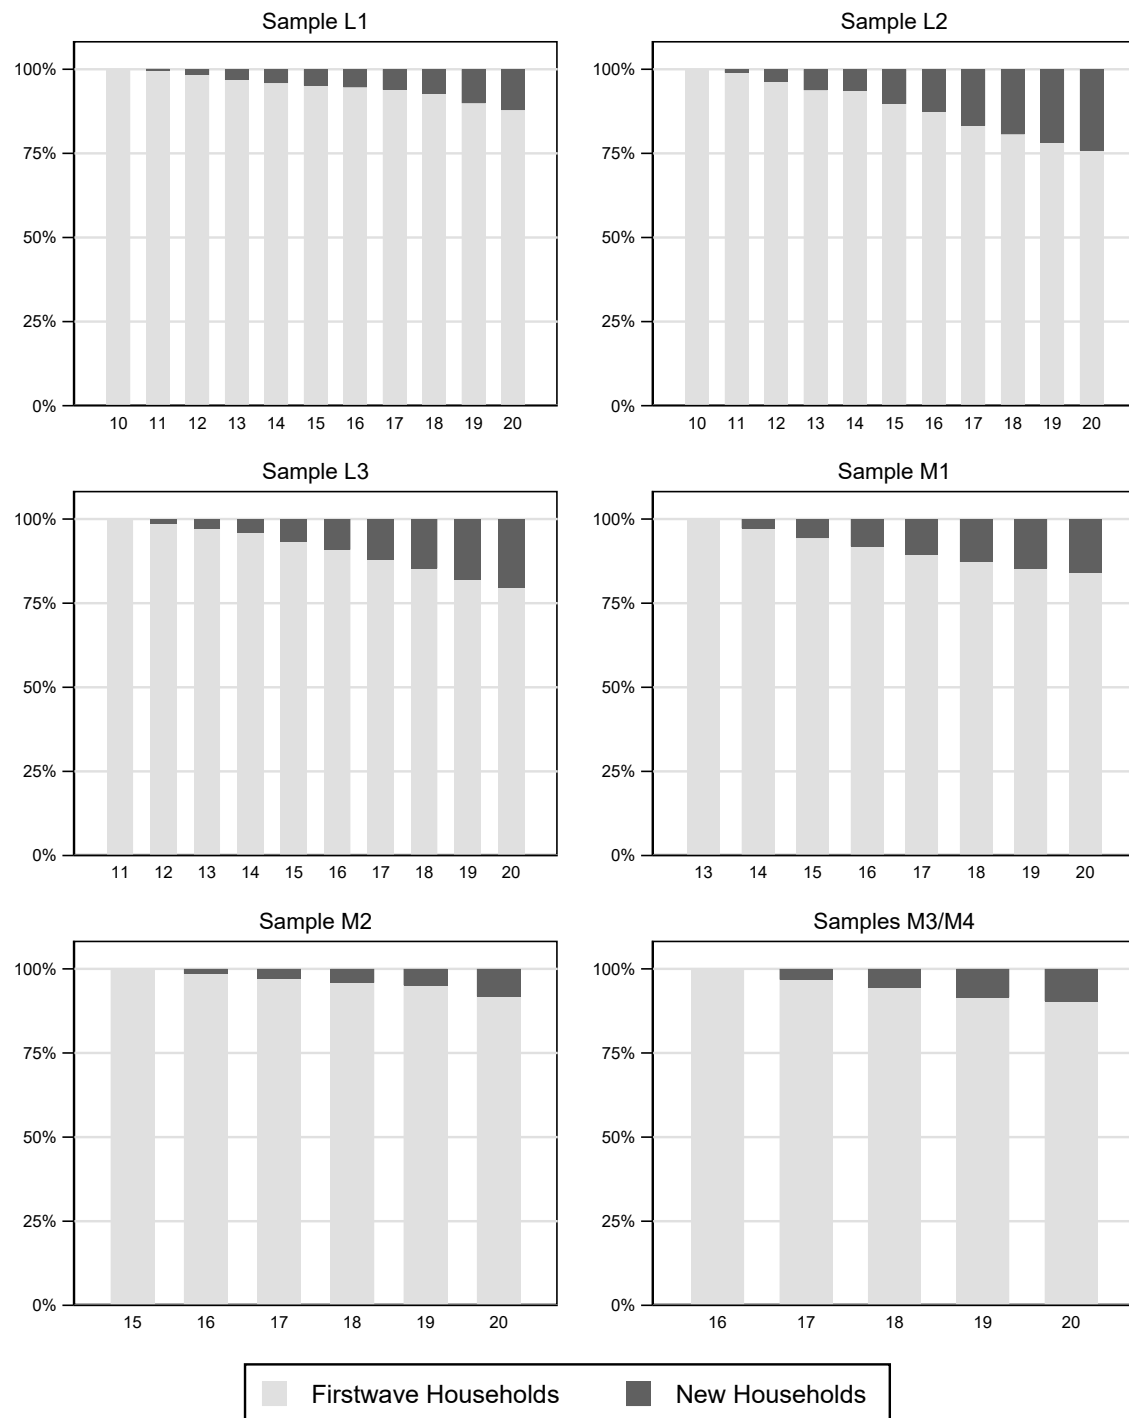 Sample L1
100%
75%
50%
25%
0%
10 11 12 13 14 15 16 17 18 19 20
Sample L2
100%
75%
50%
25%
0%
10 11 12 13 14 15 16 17 18 19 20
Sample L3
100%
75%
50%
25%
0%
11 12 13 14 15 16 17 18 19 20
Sample M1
100%
75%
50%
25%
0%
13 14 15 16 17 18 19 20
Sample M2
100%
75%
50%
25%
0%
15 16 17 18 19 20
Samples M3/M4
100%
75%
50%
25%
0%
16 17 18 19 20
Firstwave Households New Households